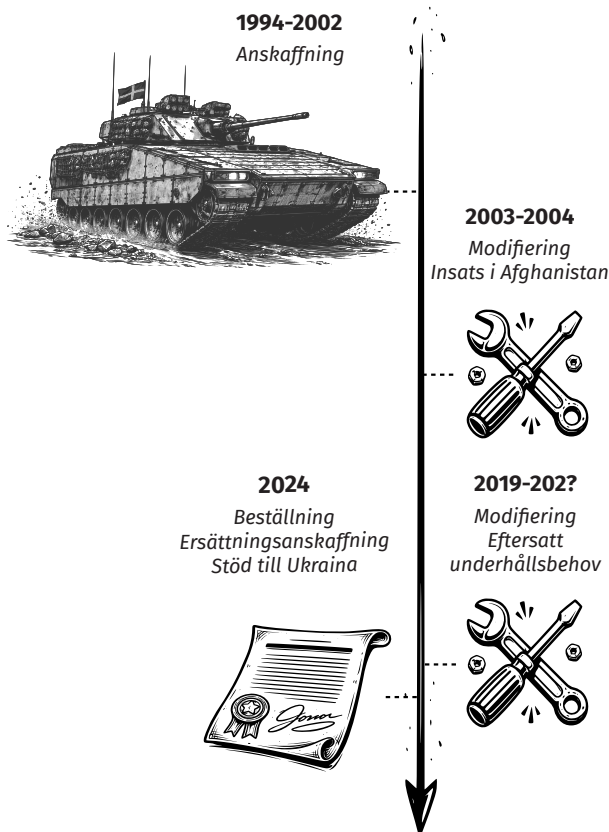 1994-2002
Anskaffning
2003-2004
Modifiering
Insats i Afghanistan
2024
Beställning
Ersättningsanskaffning
Stöd till Ukraina
2019-202?
Modifiering
Eftersatt
underhållsbehov